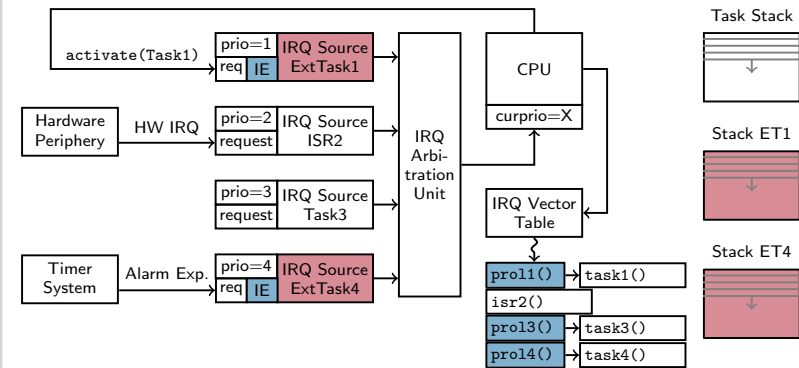 activate(Task1)
prio=1
req
IE
IRQ Source
ExtTask1
Hardware
Periphery
HW IRQ
prio=2
request
IRQ Source
ISR2
prio=3
request
IRQ Source
Task3
Timer
System
Alarm Exp.
prio=4
req
IE
IRQ Source
ExtTask4
IRQ
Arbi-
tration
Unit
CPU
curprio=X
IRQ Vector
Table
prol1()
task1()
isr2()
prol3()
task3()
prol4()
task4()
Task Stack
Stack ET1
Stack ET4